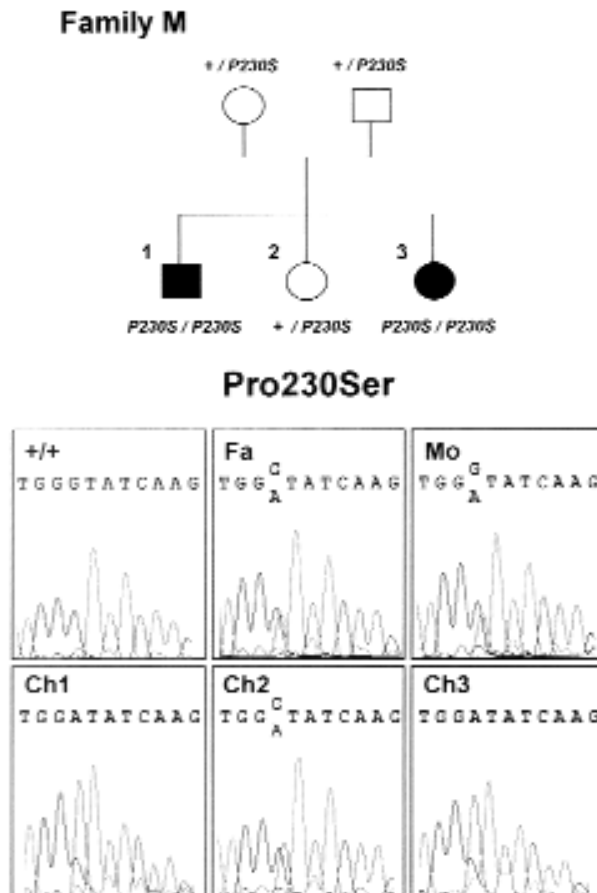 Family M
+ / P230S + / P230S
1 2 3
P230S / P230S + / P230S P230S / P230S
Pro230Ser
+/+ Fa Mo
G G
TGGGTATCAAG TGG TATCAAG TGG TATCAAG
A A
Ch1 Ch2 Ch3
G
TGGATATCAAG TGG TATCAAG TGGATATCAAG
A